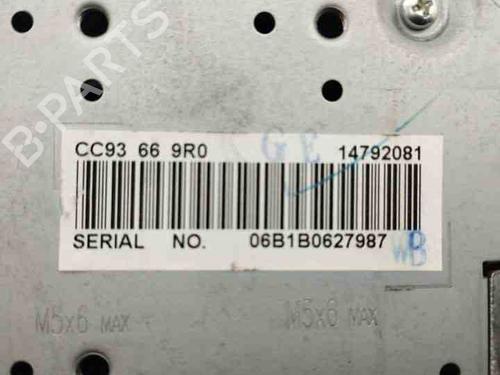 B-PARTS
CC93 66 9R0 14792081
GE
SERIAL NO. 06B1B0627987
WB
M5x6 MAX M5x6 MAX